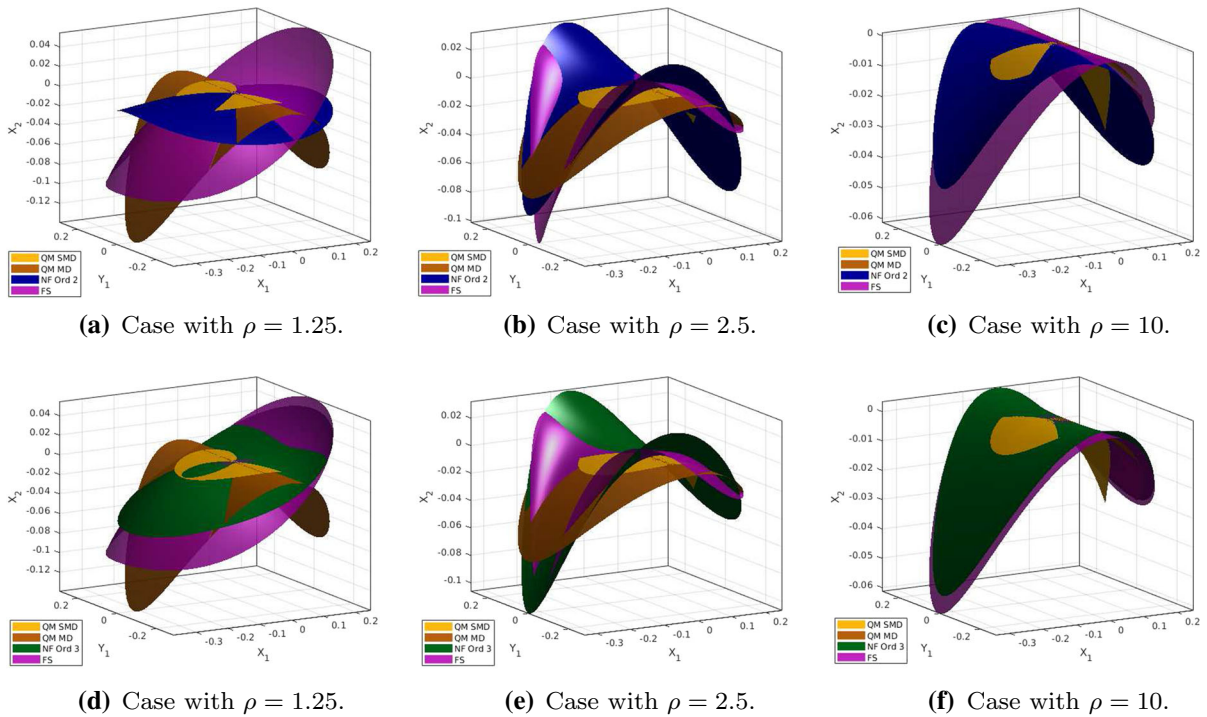 0.04
0.02
0
-0.02
-0.04
-0.06
-0.08
-0.1
-0.12
X2
0.2
0
-0.2
Y1
-0.3
-0.2
-0.1
0
0.1
0.2
X1
QM SMD
QM MD
NF Ord 2
FS
(a) Case with ρ = 1.25.
0.02
0
-0.02
-0.04
-0.06
-0.08
-0.1
X2
0.2
0
-0.2
Y1
-0.3
-0.2
-0.1
0
0.1
0.2
X1
QM SMD
QM MD
NF Ord 2
FS
(b) Case with ρ = 2.5.
0
-0.01
-0.02
-0.03
-0.04
-0.05
-0.06
X2
0.2
0
-0.2
Y1
-0.3
-0.2
-0.1
0
0.1
0.2
X1
QM SMD
QM MD
NF Ord 2
FS
(c) Case with ρ = 10.
0.04
0.02
0
-0.02
-0.04
-0.06
-0.08
-0.1
-0.12
X2
0.2
0
-0.2
Y1
-0.3
-0.2
-0.1
0
0.1
0.2
X1
QM SMD
QM MD
NF Ord 3
FS
(d) Case with ρ = 1.25.
0.02
0
-0.02
-0.04
-0.06
-0.08
-0.1
X2
0.2
0
-0.2
Y1
-0.3
-0.2
-0.1
0
0.1
0.2
X1
QM SMD
QM MD
NF Ord 3
FS
(e) Case with ρ = 2.5.
0
-0.01
-0.02
-0.03
-0.04
-0.05
-0.06
X2
0.2
0
-0.2
Y1
-0.3
-0.2
-0.1
0
0.1
0.2
X1
QM SMD
QM MD
NF Ord 3
FS
(f) Case with ρ = 10.